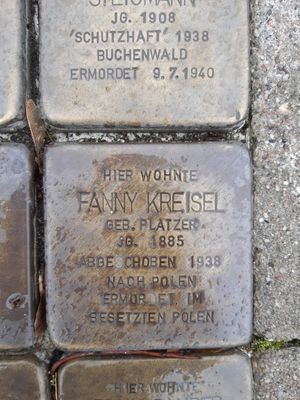 JG. 1908
'SCHUTZHAFT' 1938
BUCHENWALD
ERMORDET 9.7.1940
HIER WOHNTE
FANNY KREISEL
GEB. PLATZER
JG. 1885
ABGESCHOBEN 1938
NACH POLEN
ERMORDET IM
BESETZTEN POLEN
HIER WOHNTE